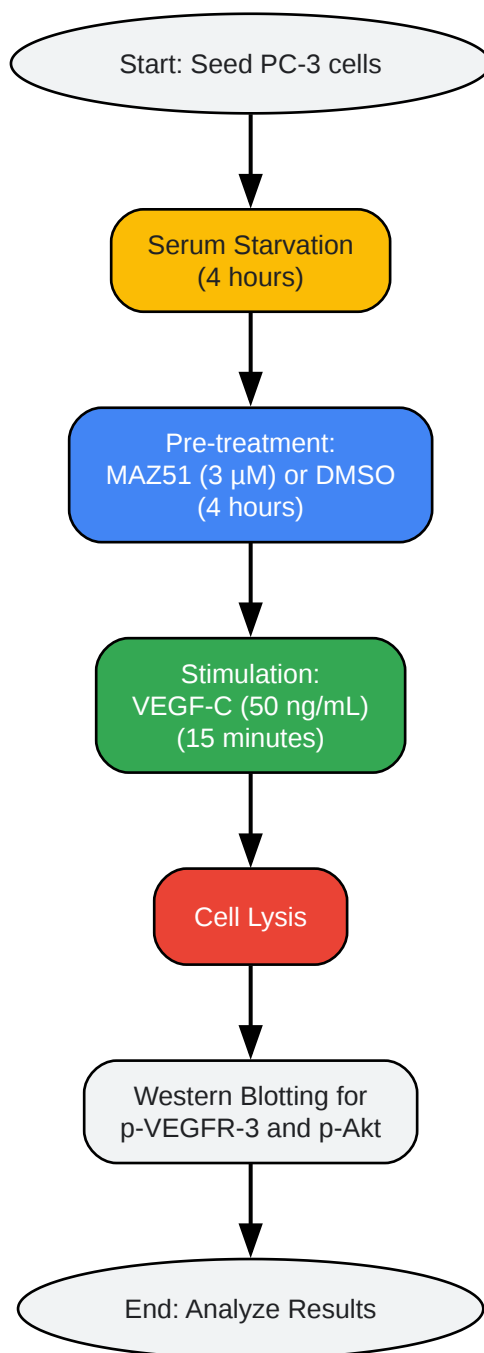 Start: Seed PC-3 cells
Serum Starvation
(4 hours)
Pre-treatment:
MAZ51 (3 µM) or DMSO
(4 hours)
Stimulation:
VEGF-C (50 ng/mL)
(15 minutes)
Cell Lysis
Western Blotting for
p-VEGFR-3 and p-Akt
End: Analyze Results